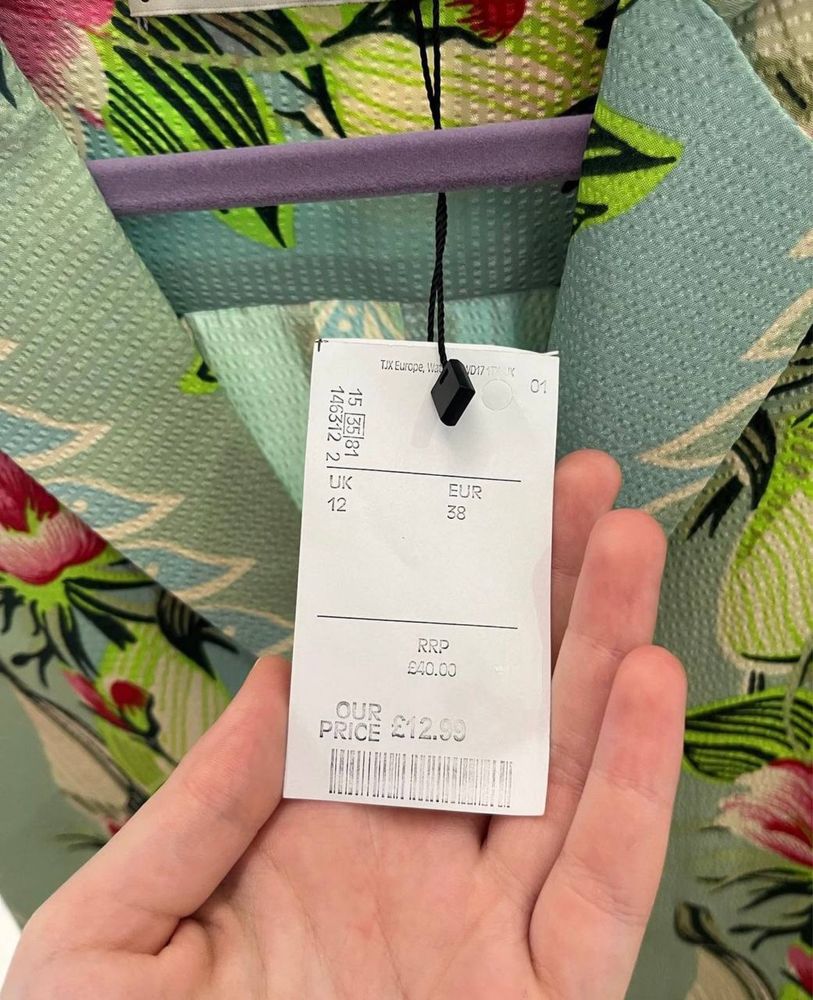 TJX Europe,
01
15 35 81
146312 2
UK EUR
12 38
RRP
£40.00
OUR
PRICE £12.99